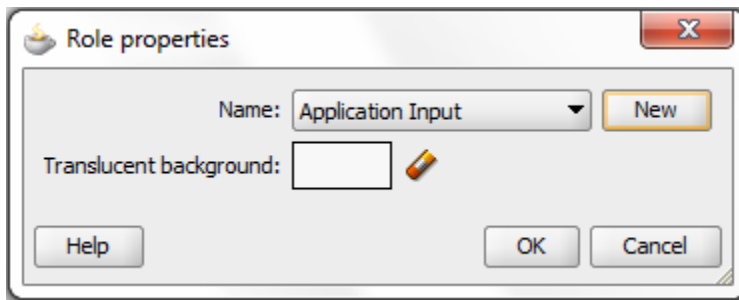 Role properties
Name: Application Input New
Translucent background:
Help OK Cancel